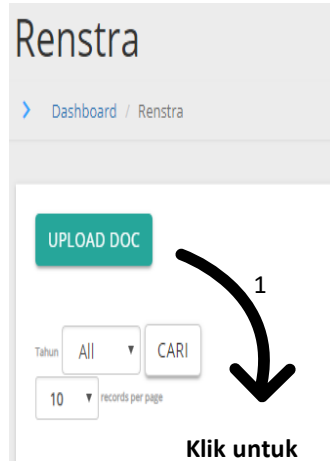 Renstra
Dashboard / Renstra
UPLOAD DOC
1
Tahun All CARI
10 records per page
Klik untuk